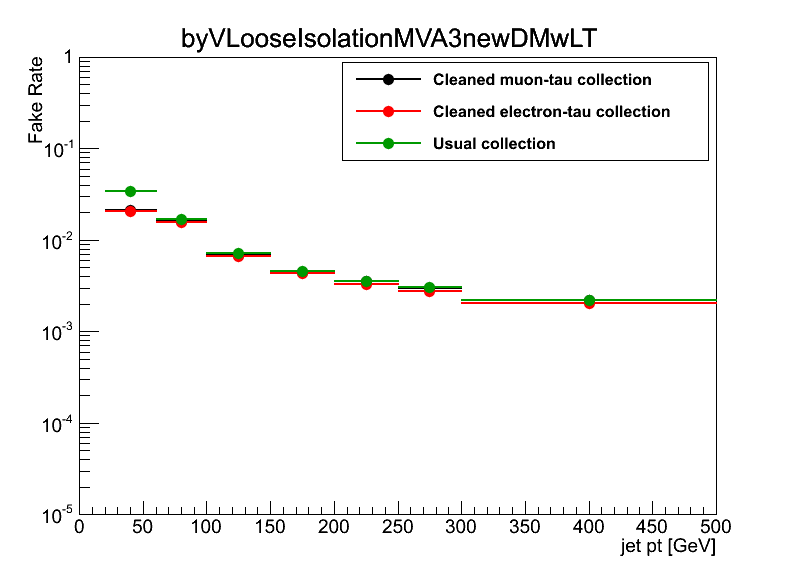 byVLooseIsolationMVA3newDMwLT
Fake Rate
Cleaned muon-tau collection
Cleaned electron-tau collection
Usual collection
1
10⁻¹
10⁻²
10⁻³
10⁻⁴
10⁻⁵
0 50 100 150 200 250 300 350 400 450 500
jet pt [GeV]